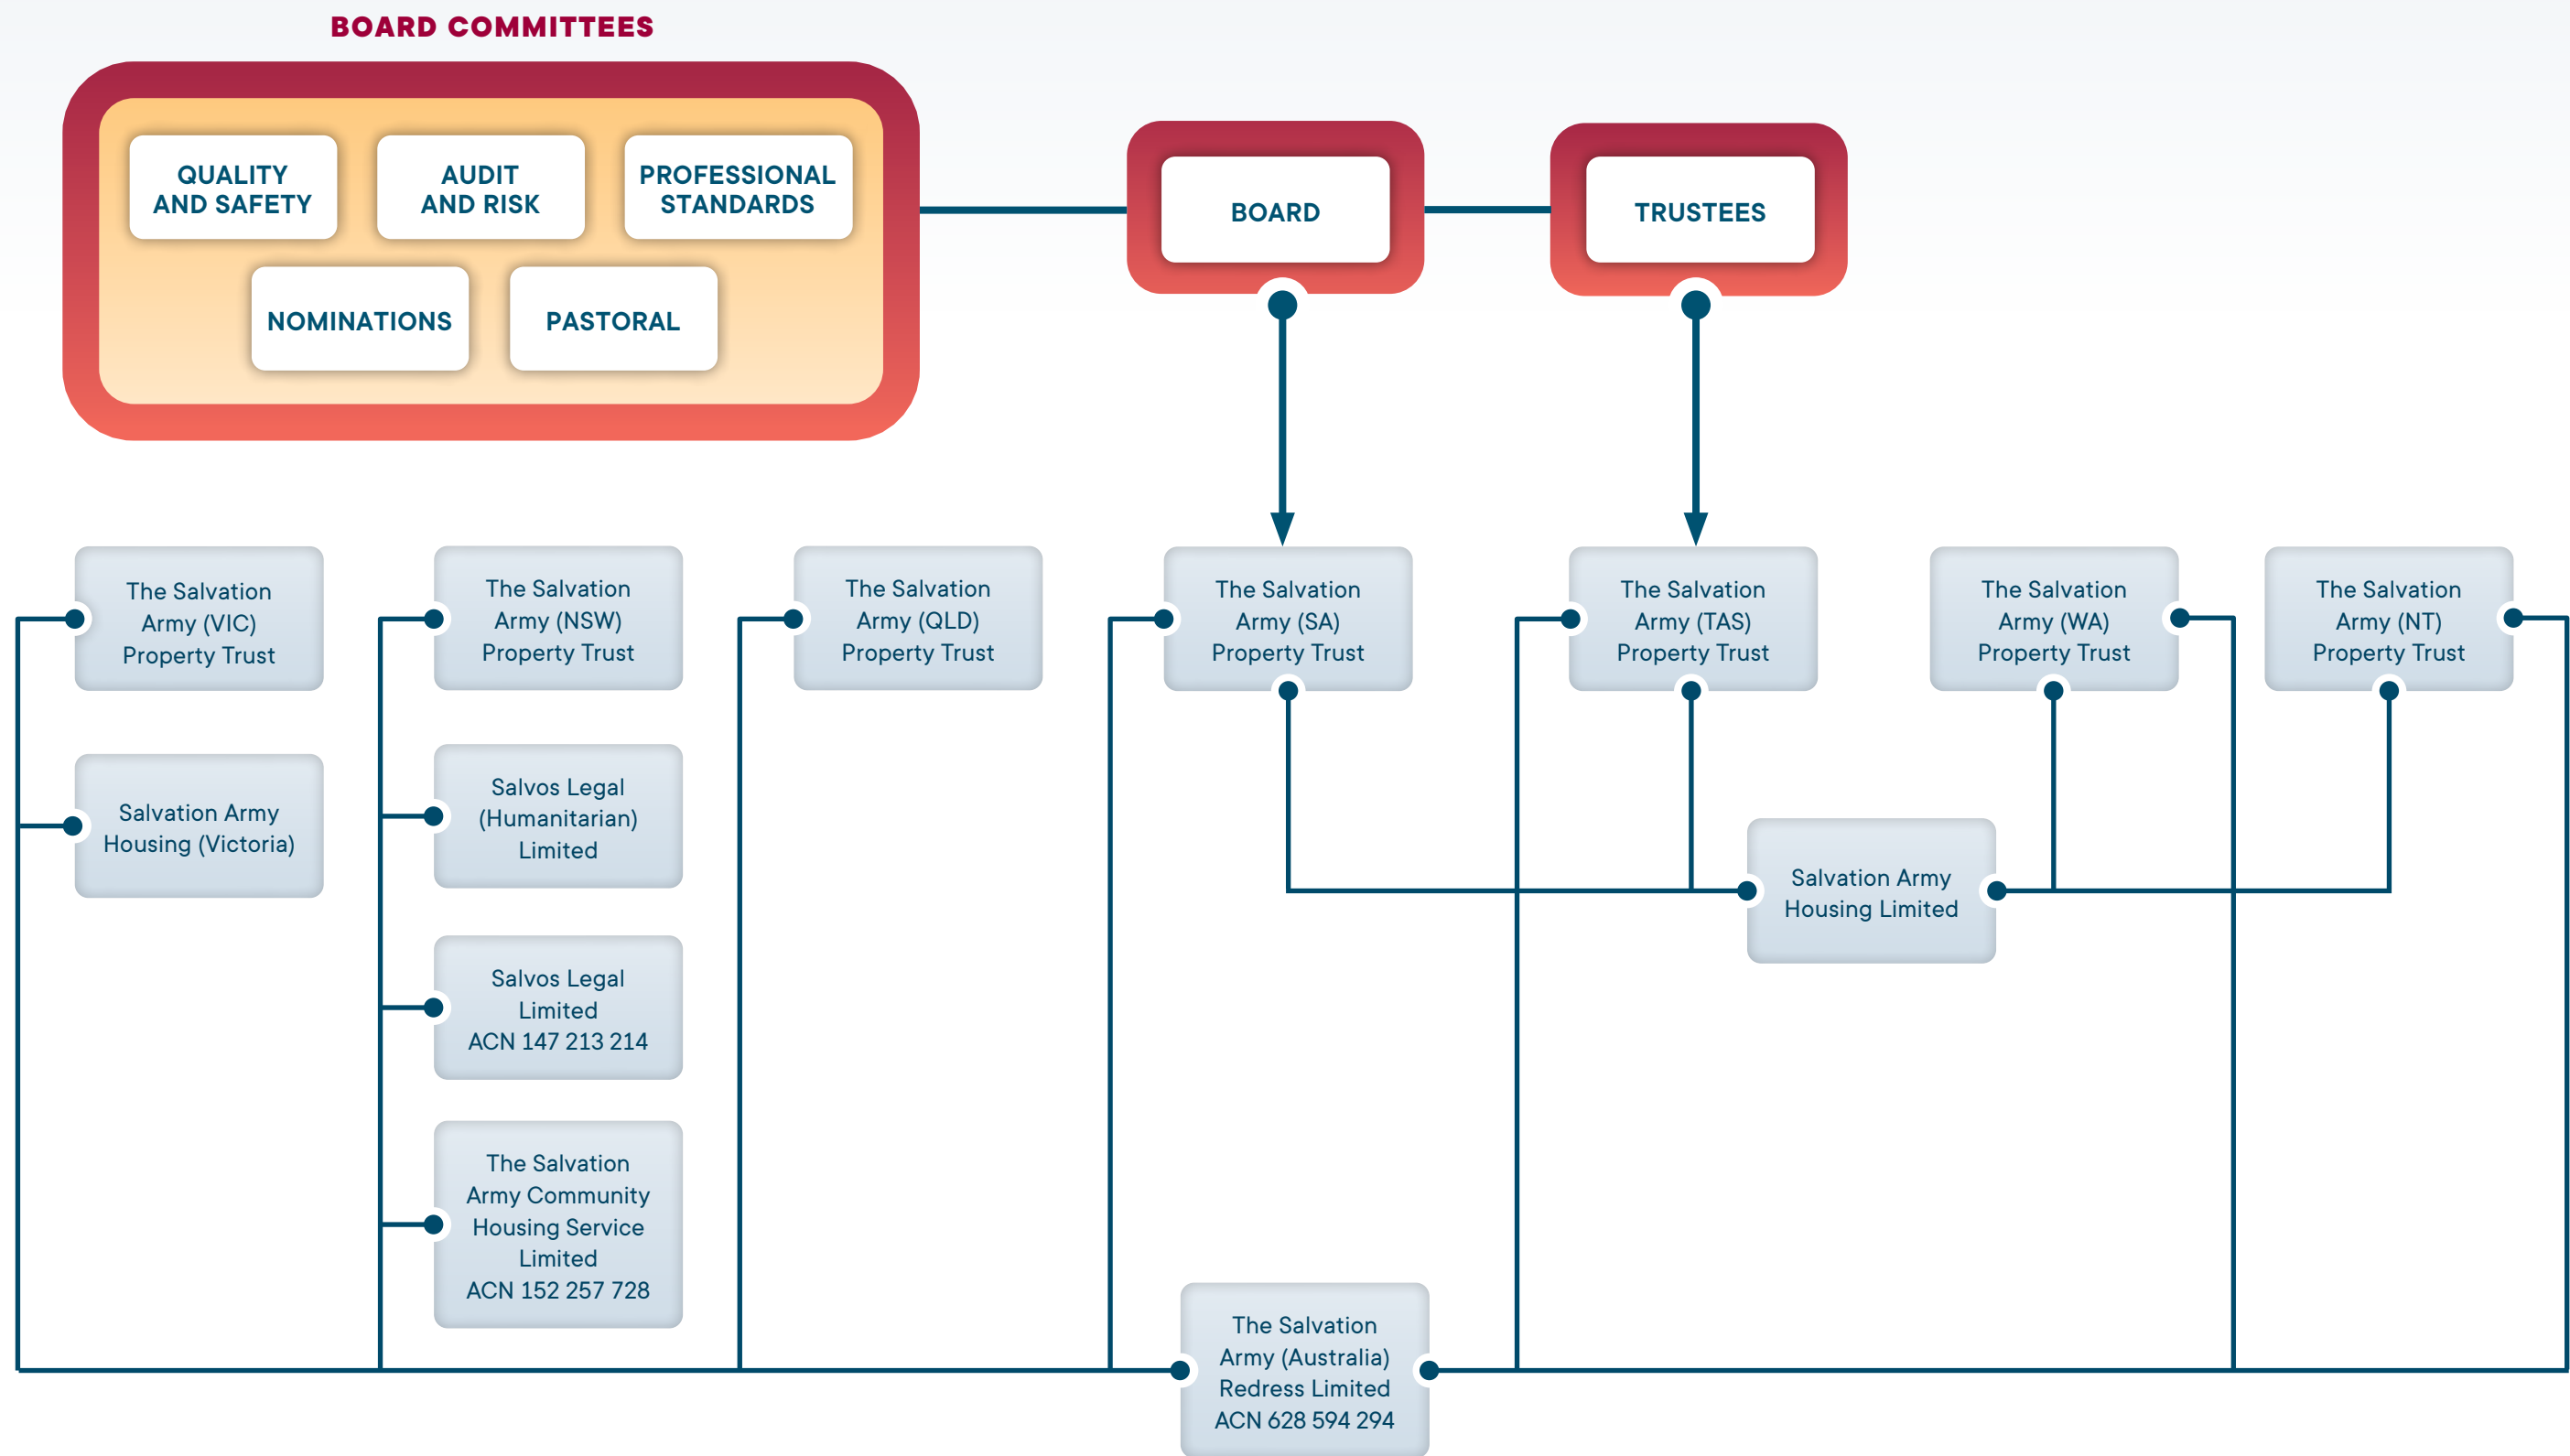 BOARD COMMITTEES
QUALITY
AND SAFETY
AUDIT
AND RISK
PROFESSIONAL
STANDARDS
NOMINATIONS
PASTORAL
BOARD
TRUSTEES
The Salvation
Army (VIC)
Property Trust
The Salvation
Army (NSW)
Property Trust
The Salvation
Army (QLD)
Property Trust
The Salvation
Army (SA)
Property Trust
The Salvation
Army (TAS)
Property Trust
The Salvation
Army (WA)
Property Trust
The Salvation
Army (NT)
Property Trust
Salvation Army
Housing (Victoria)
Salvos Legal
(Humanitarian)
Limited
Salvation Army
Housing Limited
Salvos Legal
Limited
ACN 147 213 214
The Salvation
Army Community
Housing Service
Limited
ACN 152 257 728
The Salvation
Army (Australia)
Redress Limited
ACN 628 594 294